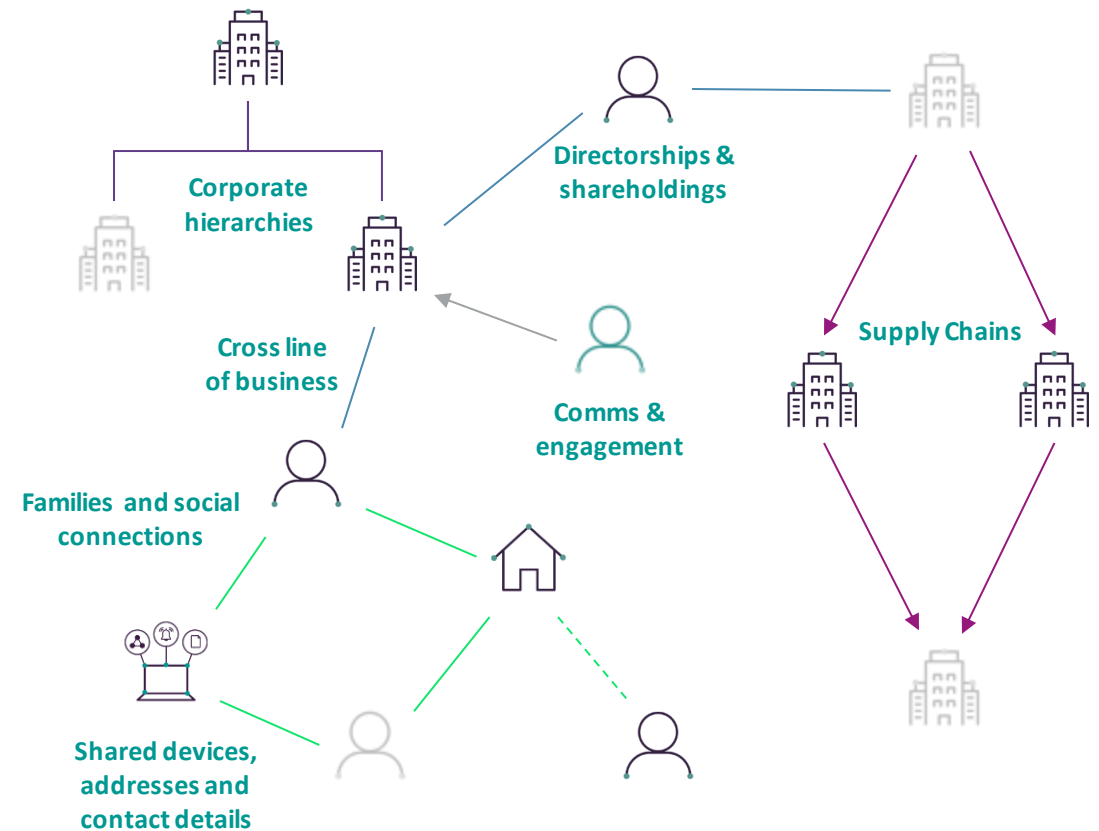 Directorships &
shareholdings
Corporate
hierarchies
Supply Chains
Cross line
of business
Comms &
engagement
Families and social
connections
Shared devices,
addresses and
contact details